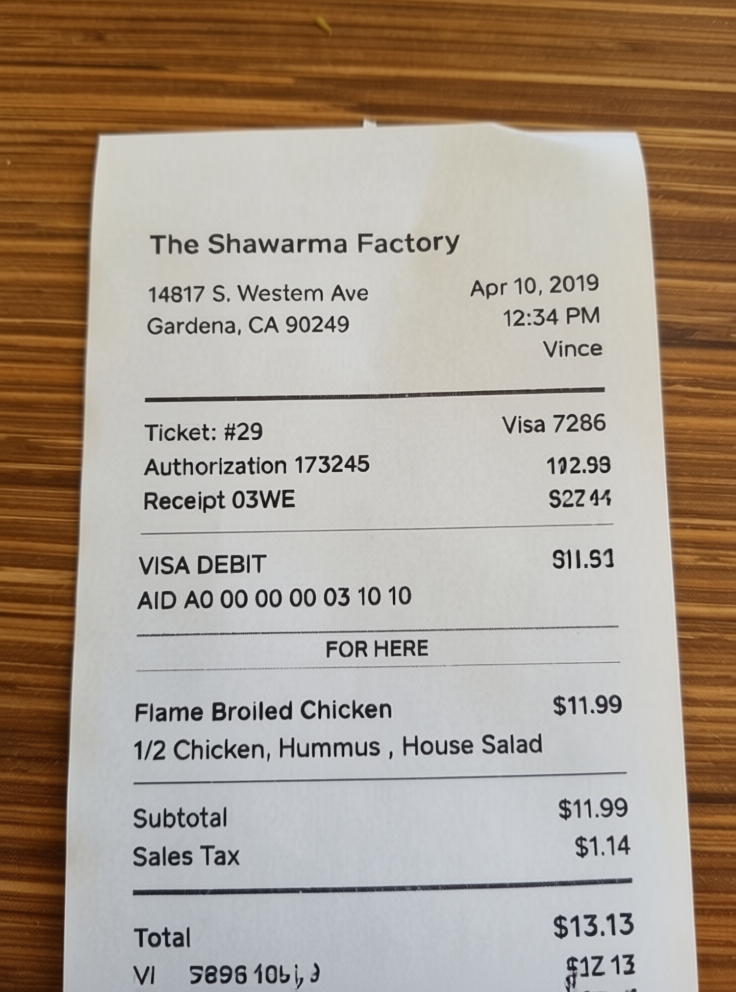 The Shawarma Factory
14817 S. Westem Ave
Gardena, CA 90249
Apr 10, 2019
12:34 PM
Vince
Ticket: #29 Visa 7286
Authorization 173245
Receipt 03WE
VISA DEBIT
AID A0 00 00 00 03 10 10
FOR HERE
Flame Broiled Chicken $11.99
1/2 Chicken, Hummus , House Salad
Subtotal $11.99
Sales Tax $1.14
Total $13.13
VI